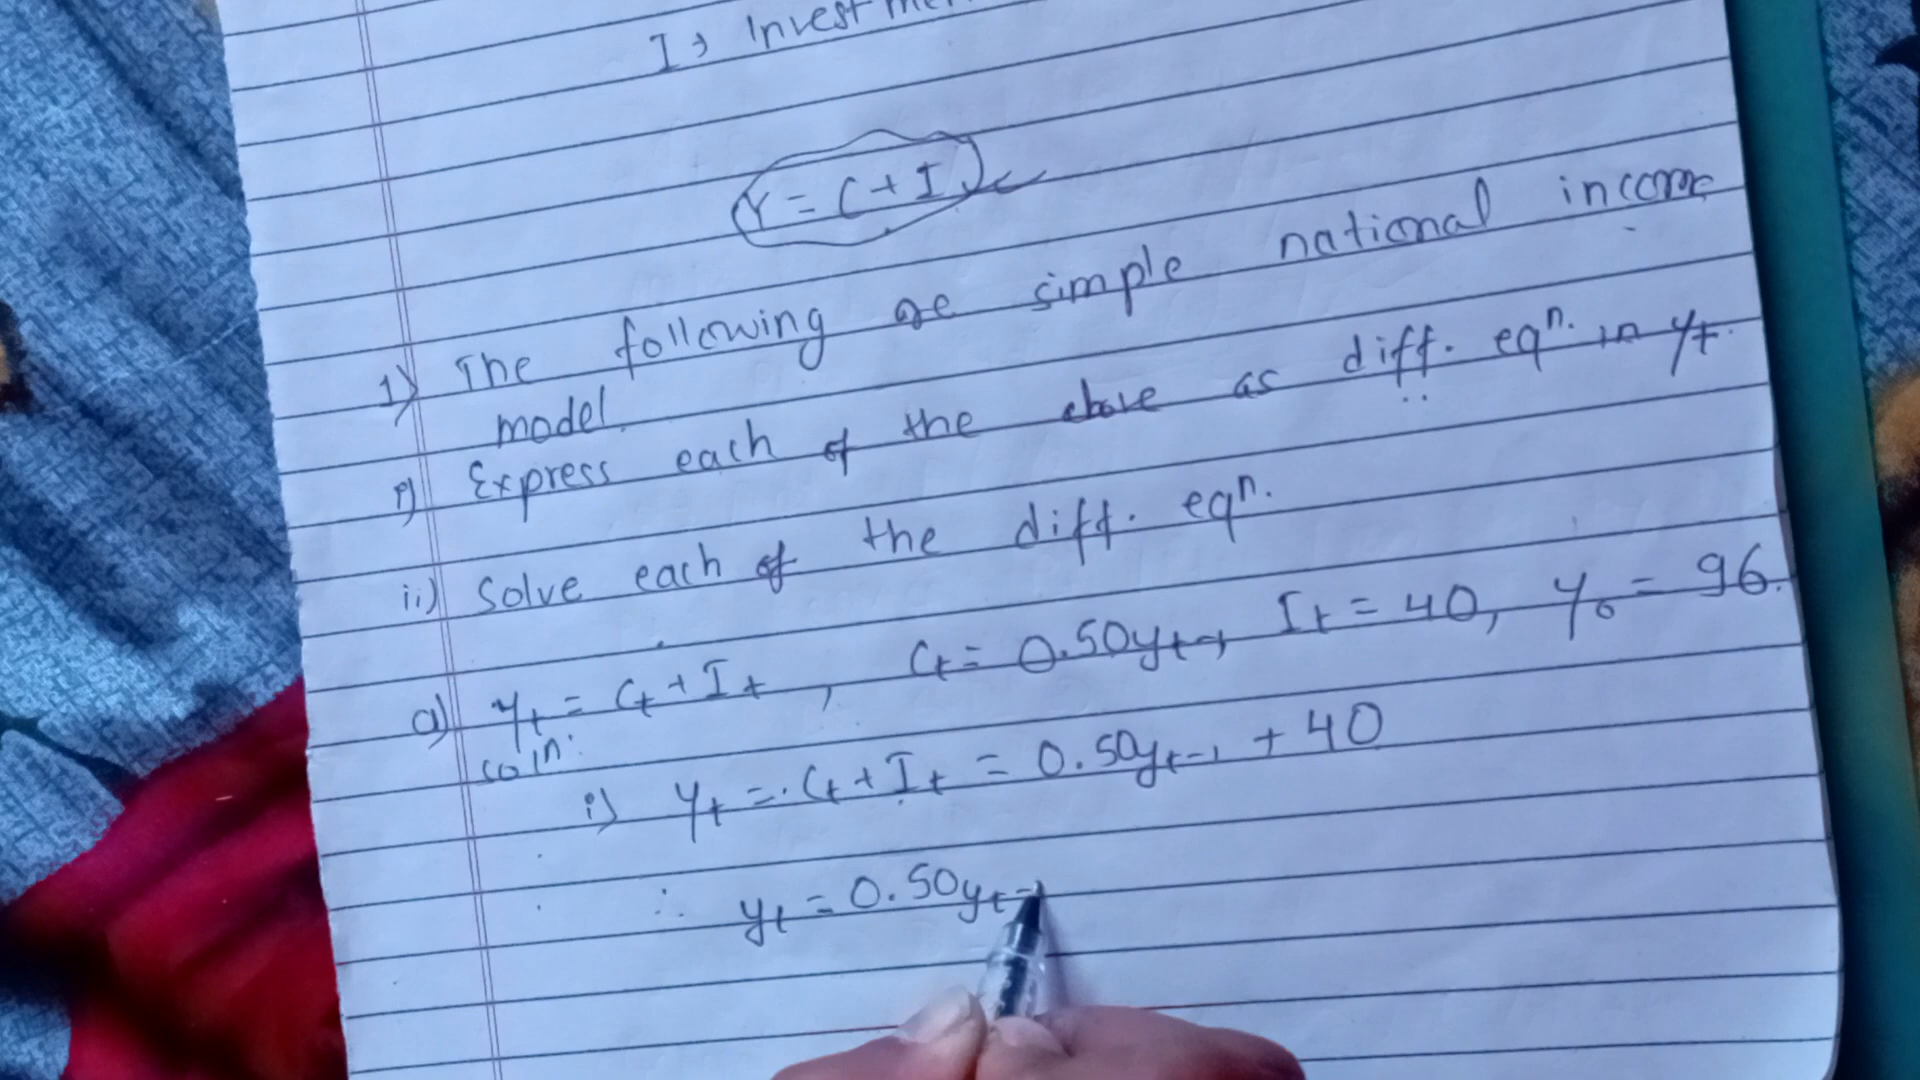 I → Invest
Y = C + I
1) The following are simple national income
model.
i) Express each of the above as diff. eqn. in yt.
ii) Solve each of the diff. eqn.
a) yt = Ct + It , Ct = 0.50yt-1, It = 40, Y0 = 96.
soln:
i) Yt = Ct + It = 0.50yt-1 + 40
∴ yt = 0.50yt-1